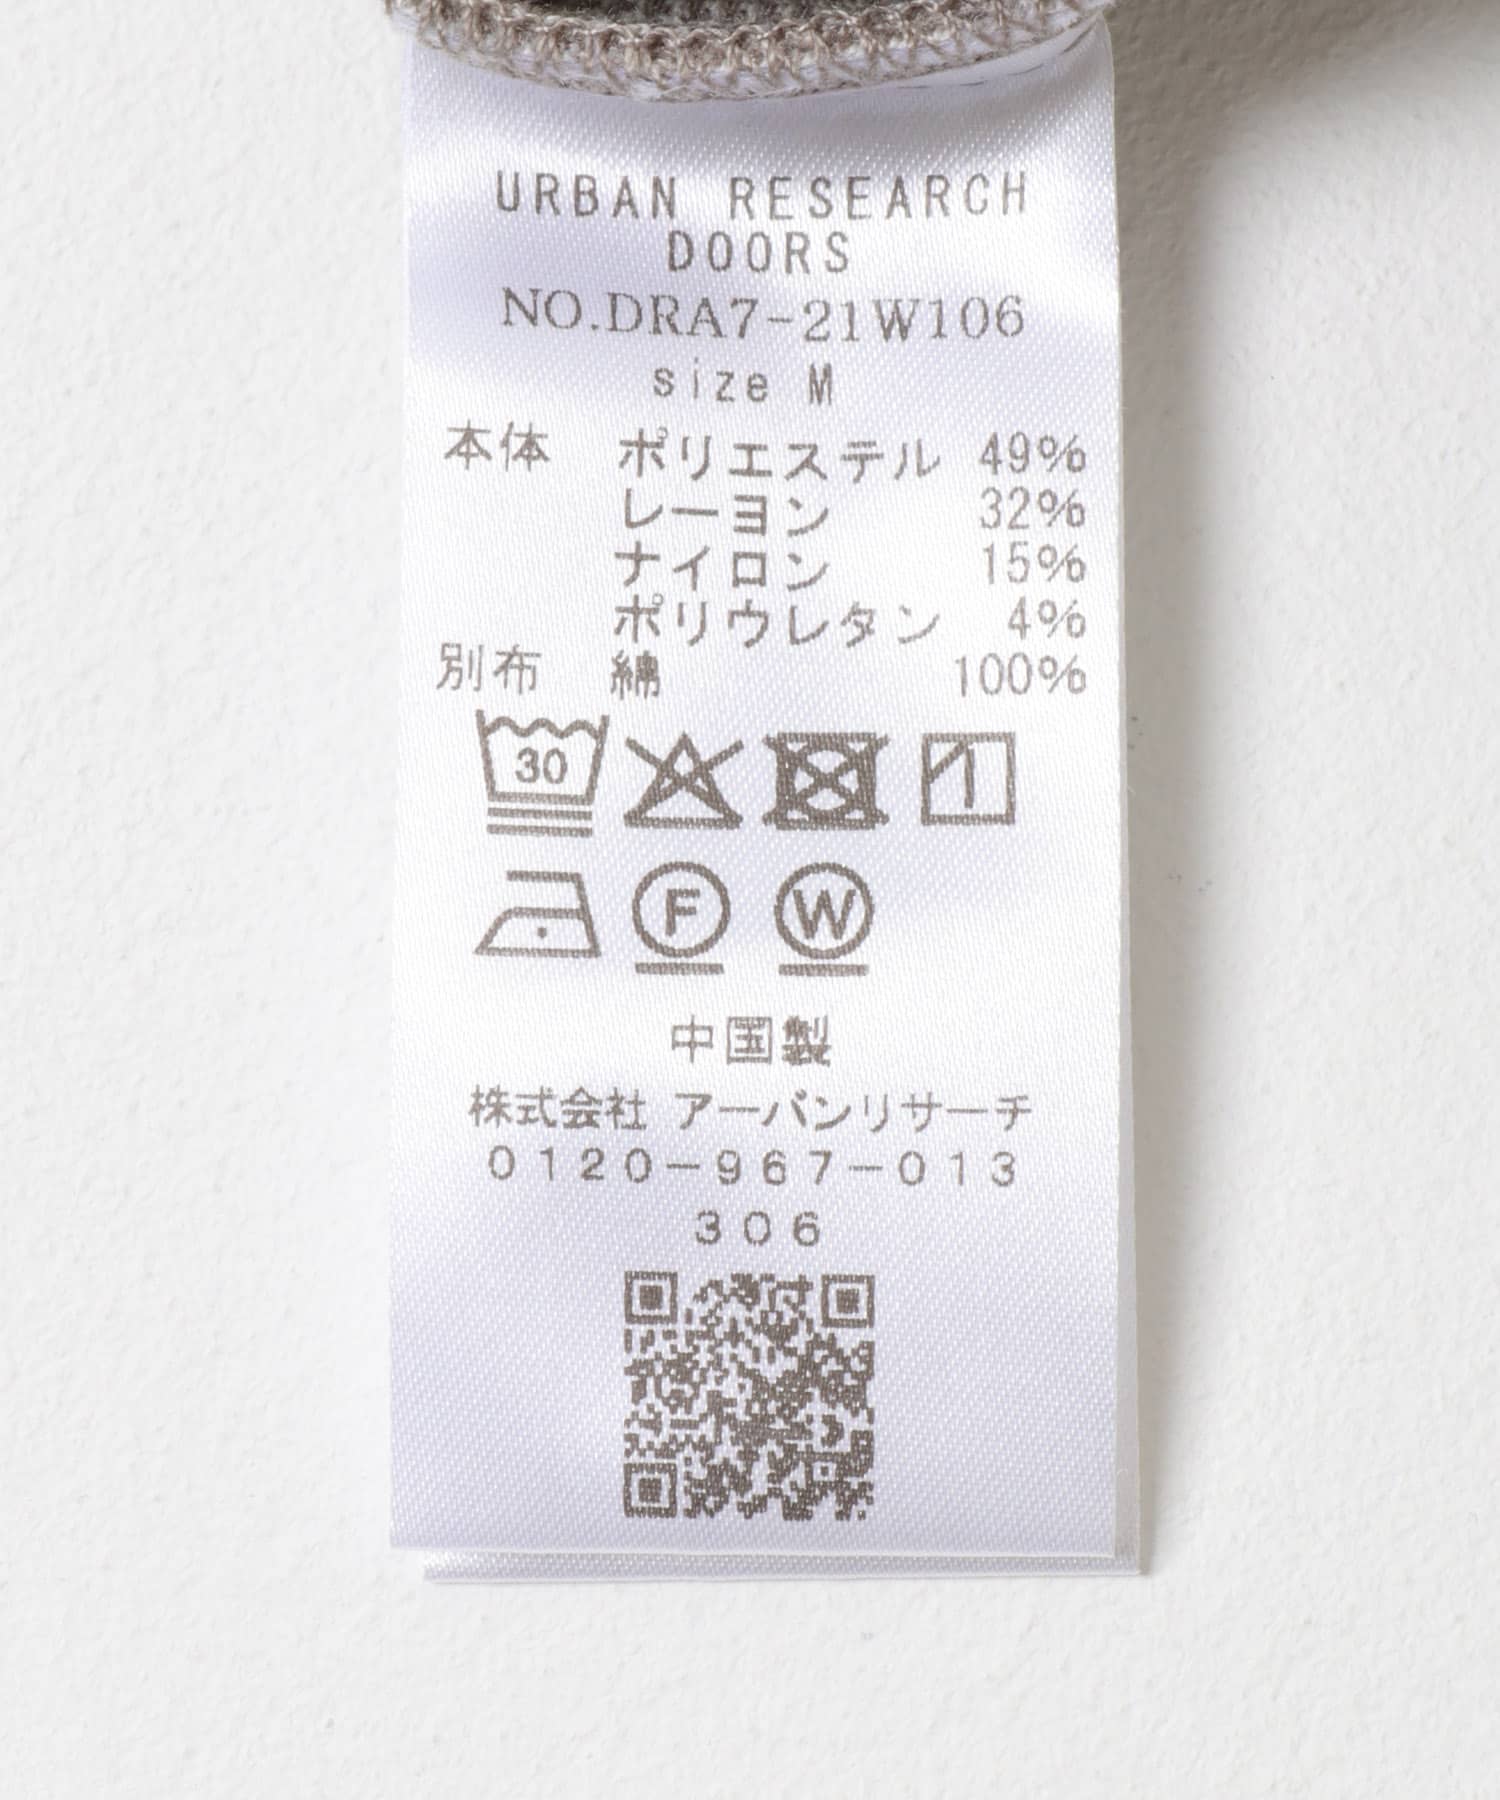 URBAN RESEARCH
DOORS
NO.DRA7-21W106
size M
本体 ポリエステル 49%
レーヨン 32%
ナイロン 15%
ポリウレタン 4%
別布 綿 100%
30
F W
中国製
株式会社 アーバンリサーチ
0120-967-013
306